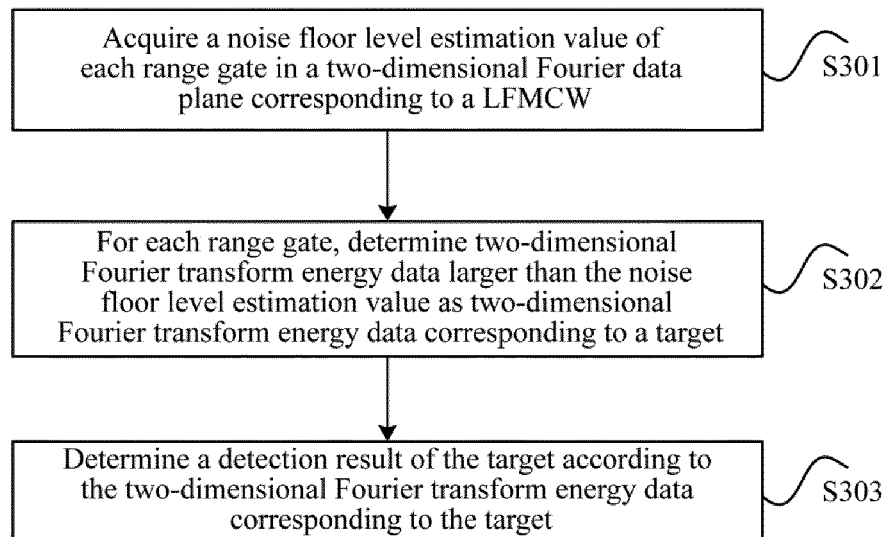 Acquire a noise floor level estimation value of
each range gate in a two-dimensional Fourier data
plane corresponding to a LFMCW
S301
For each range gate, determine two-dimensional
Fourier transform energy data larger than the noise
floor level estimation value as two-dimensional
Fourier transform energy data corresponding to a target
S302
Determine a detection result of the target according to
the two-dimensional Fourier transform energy data
corresponding to the target
S303